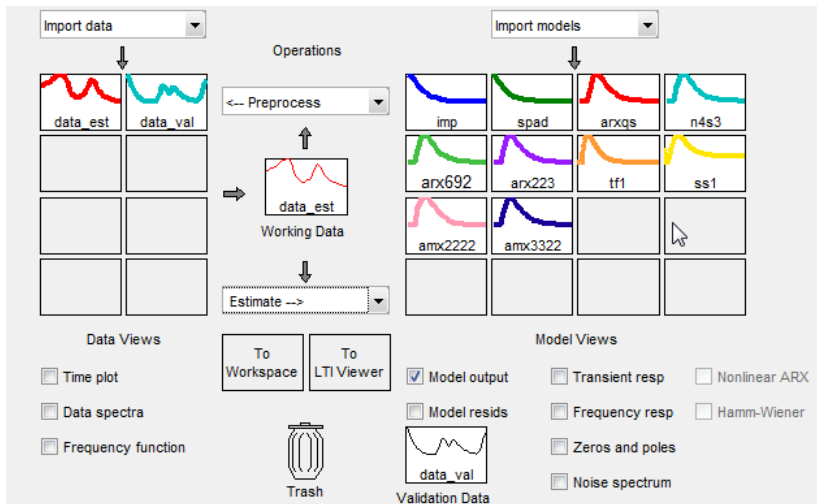 Import data
Import models
Operations
data_est
data_val
<-- Preprocess
imp
spad
arxqs
n4s3
arx692
arx223
tf1
ss1
data_est
Working Data
amx2222
amx3322
Estimate -->
Data Views
To
Workspace
To
LTI Viewer
Model Views
Time plot
Model output
Transient resp
Nonlinear ARX
Data spectra
Model resids
Frequency resp
Hamm-Wiener
Frequency function
Zeros and poles
data_val
Noise spectrum
Trash
Validation Data